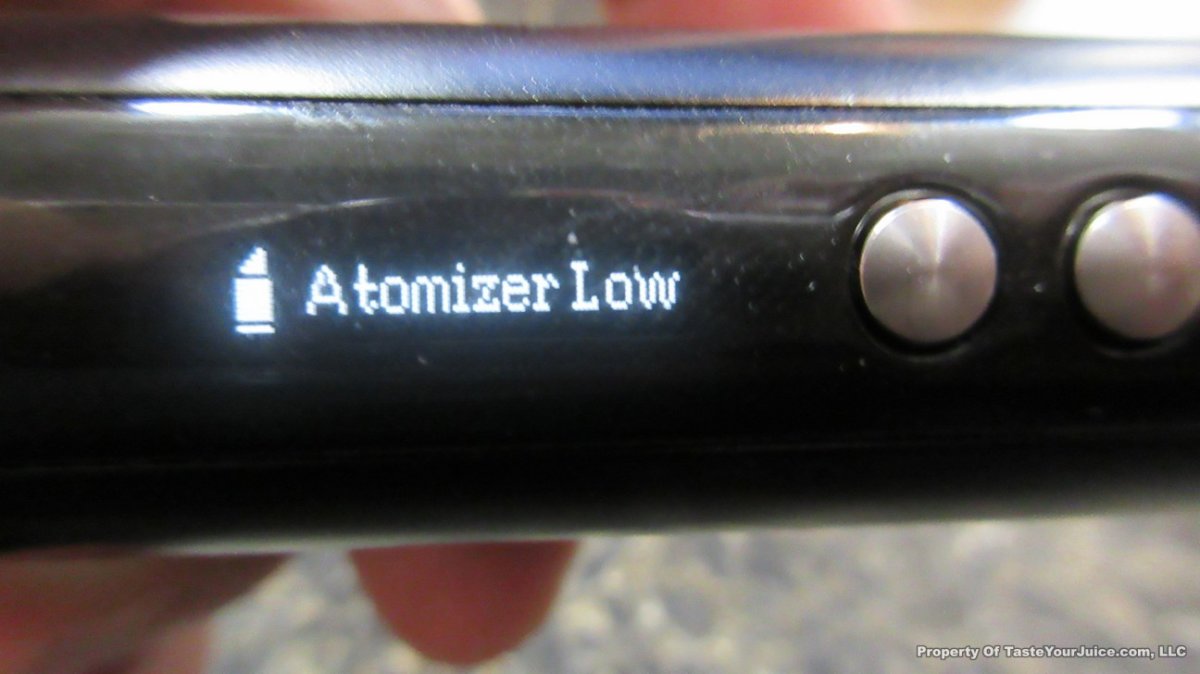 Atomizer Low
Property Of TasteYourJuice.com, LLC